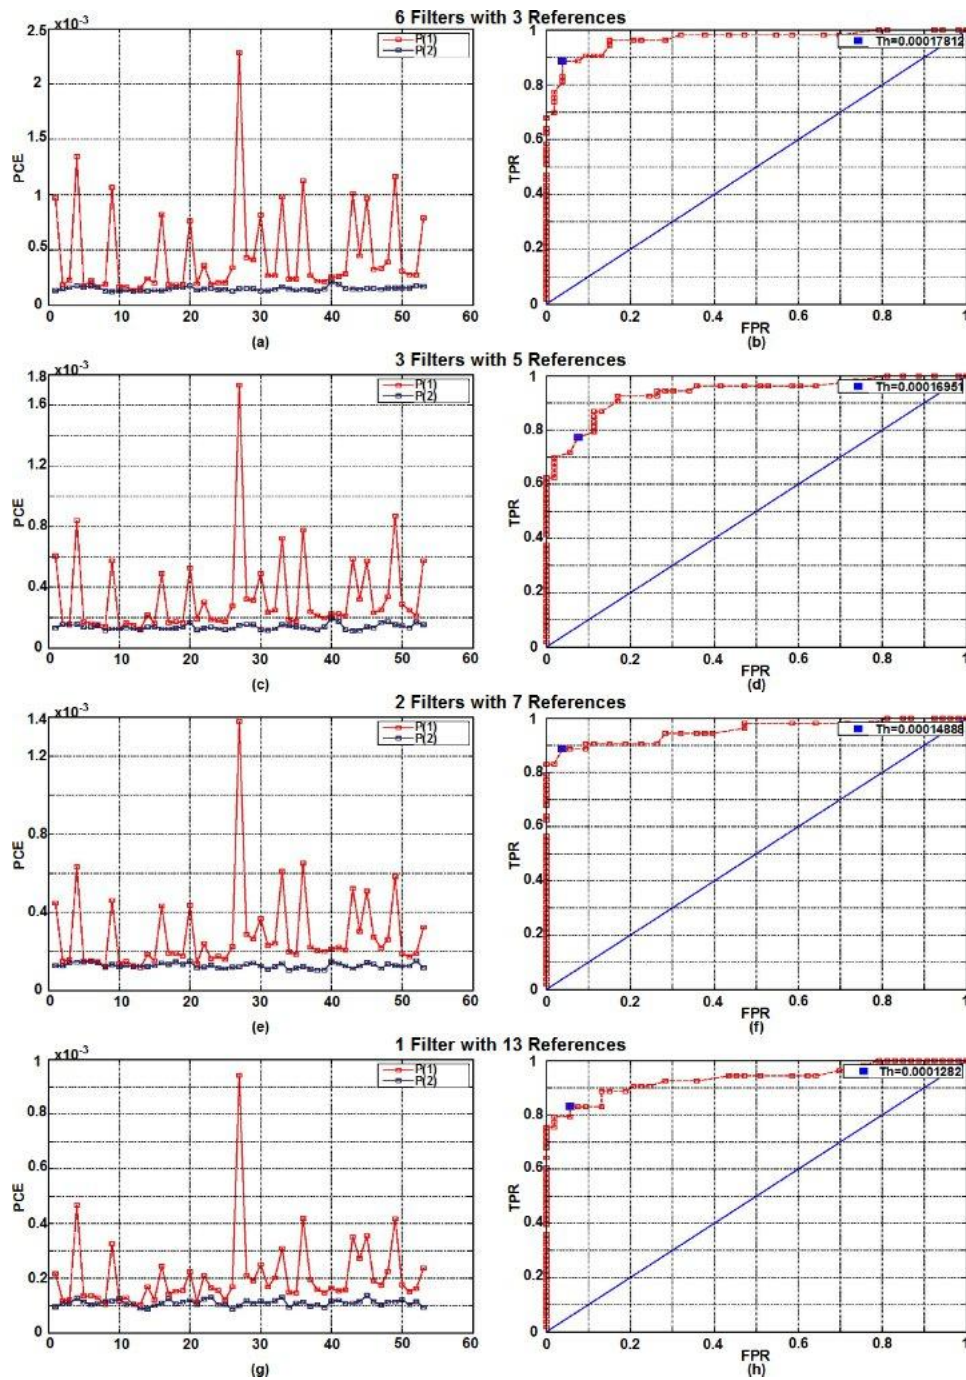 6 Filters with 3 References
x10-3
2.5
2
1.5
1
0.5
0
PCE
P(1)
P(2)
0 10 20 30 40 50 60
(a)
1
0.8
0.6
0.4
0.2
0
TPR
Th=0.00017812
0.2 0.4 0.6 0.8 1
FPR
(b)
3 Filters with 5 References
x10-3
1.8
1.6
1.2
0.8
0.4
0
PCE
P(1)
P(2)
0 10 20 30 40 50 60
(c)
1
0.8
0.6
0.4
0.2
0
TPR
Th=0.00016951
0.2 0.4 0.6 0.8 1
FPR
(d)
2 Filters with 7 References
x10-3
1.4
1.2
0.8
0.4
0
PCE
P(1)
P(2)
0 10 20 30 40 50 60
(e)
1
0.8
0.6
0.4
0.2
0
TPR
Th=0.00014888
0.2 0.4 0.6 0.8 1
FPR
(f)
1 Filter with 13 References
x10-3
1
0.8
0.6
0.4
0.2
0
PCE
P(1)
P(2)
0 10 20 30 40 50 60
(g)
1
0.8
0.6
0.4
0.2
0
TPR
Th=0.0001282
0 0.2 0.4 0.6 0.8 1
FPR
(h)